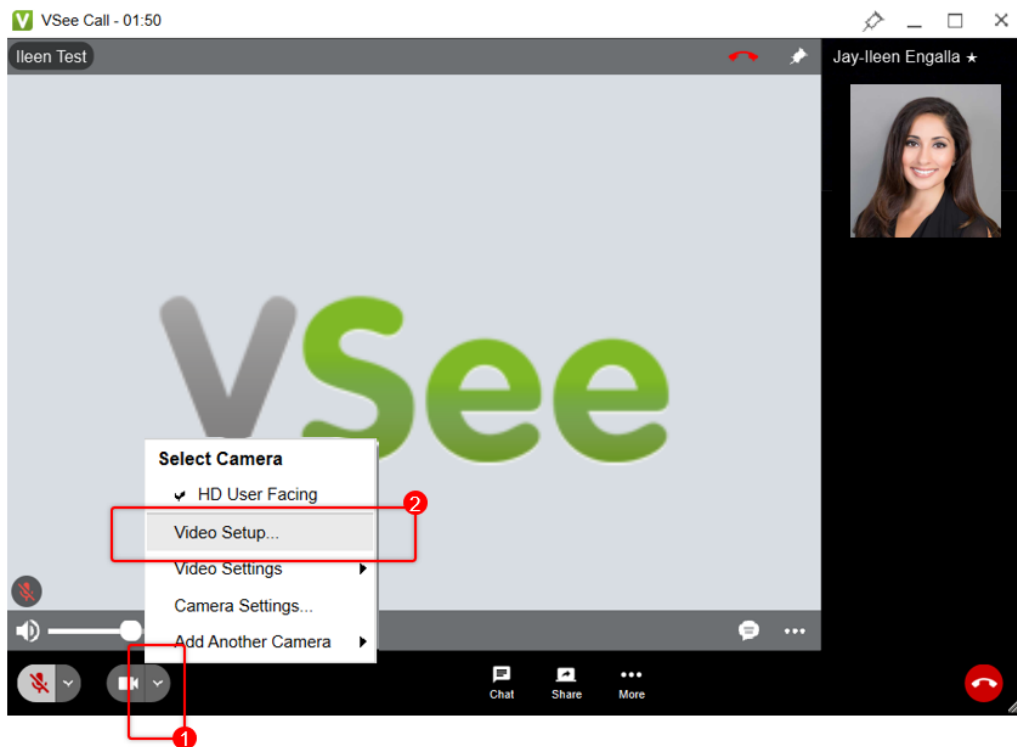 VSee Call - 01:50
Ileen Test
Jay-Ileen Engalla ★
VSee
Select Camera
HD User Facing
2
Video Setup...
Video Settings
Camera Settings...
Add Another Camera
Chat Share More
1